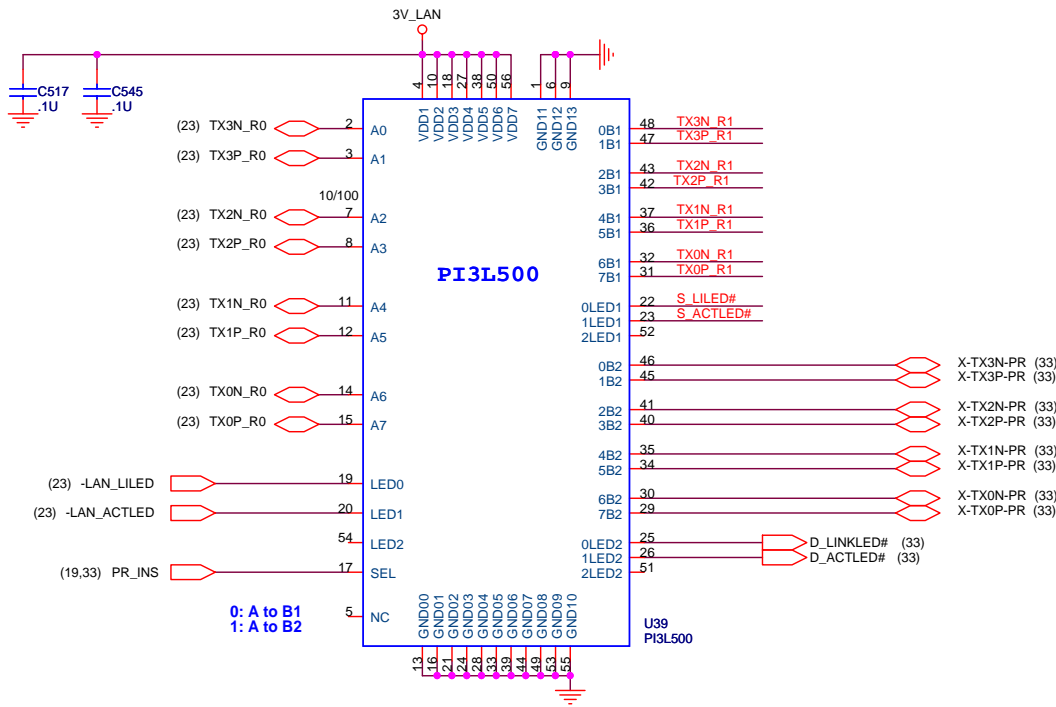 3V_LAN
C517
.1U
C545
.1U
4
10
18
27
38
50
56
1
6
9
VDD1
VDD2
VDD3
VDD4
VDD5
VDD6
VDD7
GND11
GND12
GND13
(23) TX3N_R0 2 A0
(23) TX3P_R0 3 A1
10/100
(23) TX2N_R0 7 A2
(23) TX2P_R0 8 A3
(23) TX1N_R0 11 A4
(23) TX1P_R0 12 A5
(23) TX0N_R0 14 A6
(23) TX0P_R0 15 A7
(23) -LAN_LILED 19 LED0
(23) -LAN_ACTLED 20 LED1
54 LED2
(19,33) PR_INS 17 SEL
5 NC
0: A to B1
1: A to B2
PI3L500
0B1 48 TX3N_R1
1B1 47 TX3P_R1
2B1 43 TX2N_R1
3B1 42 TX2P_R1
4B1 37 TX1N_R1
5B1 36 TX1P_R1
6B1 32 TX0N_R1
7B1 31 TX0P_R1
0LED1 22 S_LILED#
1LED1 23 S_ACTLED#
2LED1 52
0B2 46 X-TX3N-PR (33)
1B2 45 X-TX3P-PR (33)
2B2 41 X-TX2N-PR (33)
3B2 40 X-TX2P-PR (33)
4B2 35 X-TX1N-PR (33)
5B2 34 X-TX1P-PR (33)
6B2 30 X-TX0N-PR (33)
7B2 29 X-TX0P-PR (33)
0LED2 25 D_LINKLED# (33)
1LED2 26 D_ACTLED# (33)
2LED2 51
GND00
GND01
GND02
GND03
GND04
GND05
GND06
GND07
GND08
GND09
GND10
13
16
21
24
28
33
39
44
49
53
55
U39
PI3L500